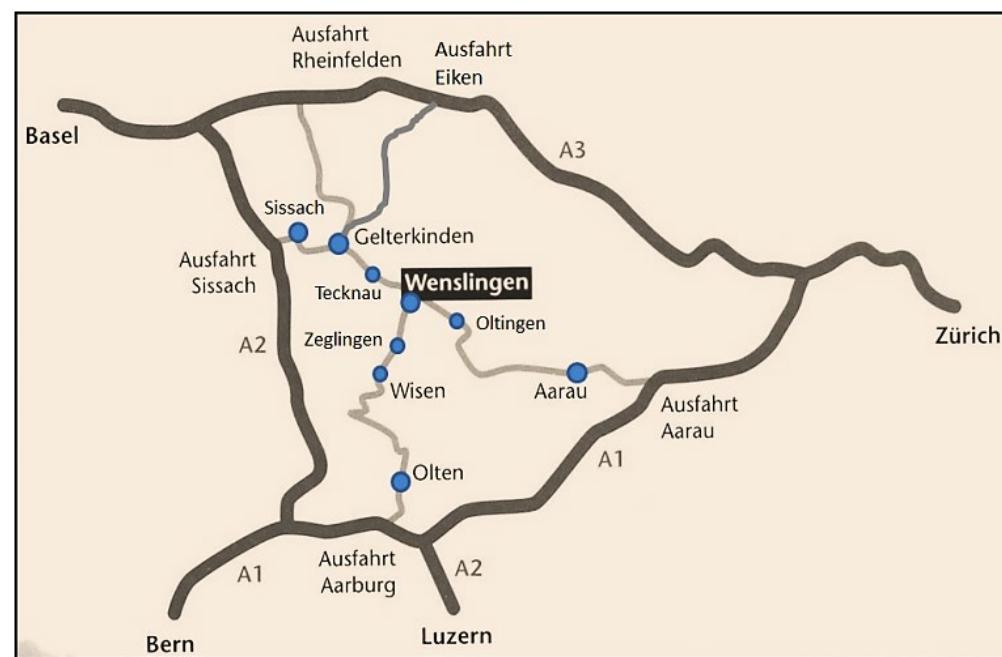 Ausfahrt
Rheinfelden
Ausfahrt
Eiken
Basel
A3
Sissach
Gelterkinden
Ausfahrt
Sissach
Tecknau
Wenslingen
Oltingen
Zürich
Zeglingen
A2
Wisen
Aarau
Ausfahrt
Aarau
A1
Olten
Ausfahrt
Aarburg
A1
A2
Bern
Luzern